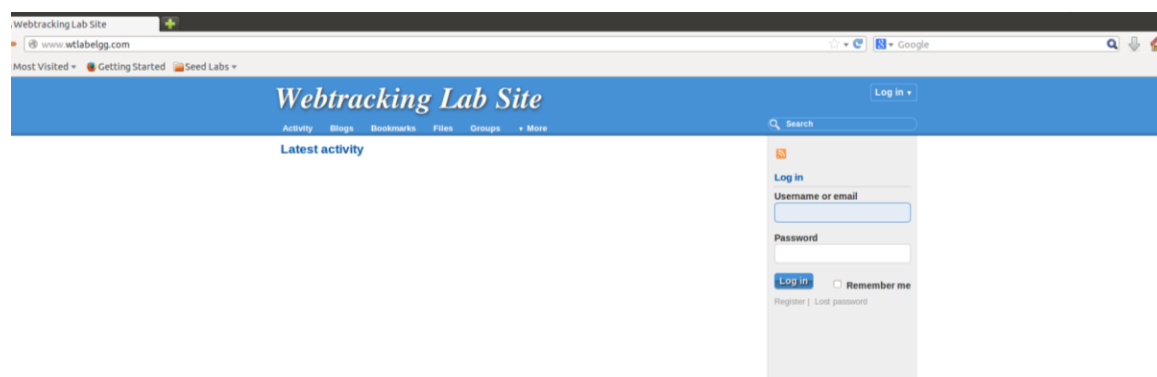 Webtracking Lab Site
www.wtlabelgg.com
Google
Most Visited Getting Started Seed Labs
Webtracking Lab Site
Log in
Activity Blogs Bookmarks Files Groups More
Search
Latest activity
Log in
Username or email
Password
Log in Remember me
Register | Lost password